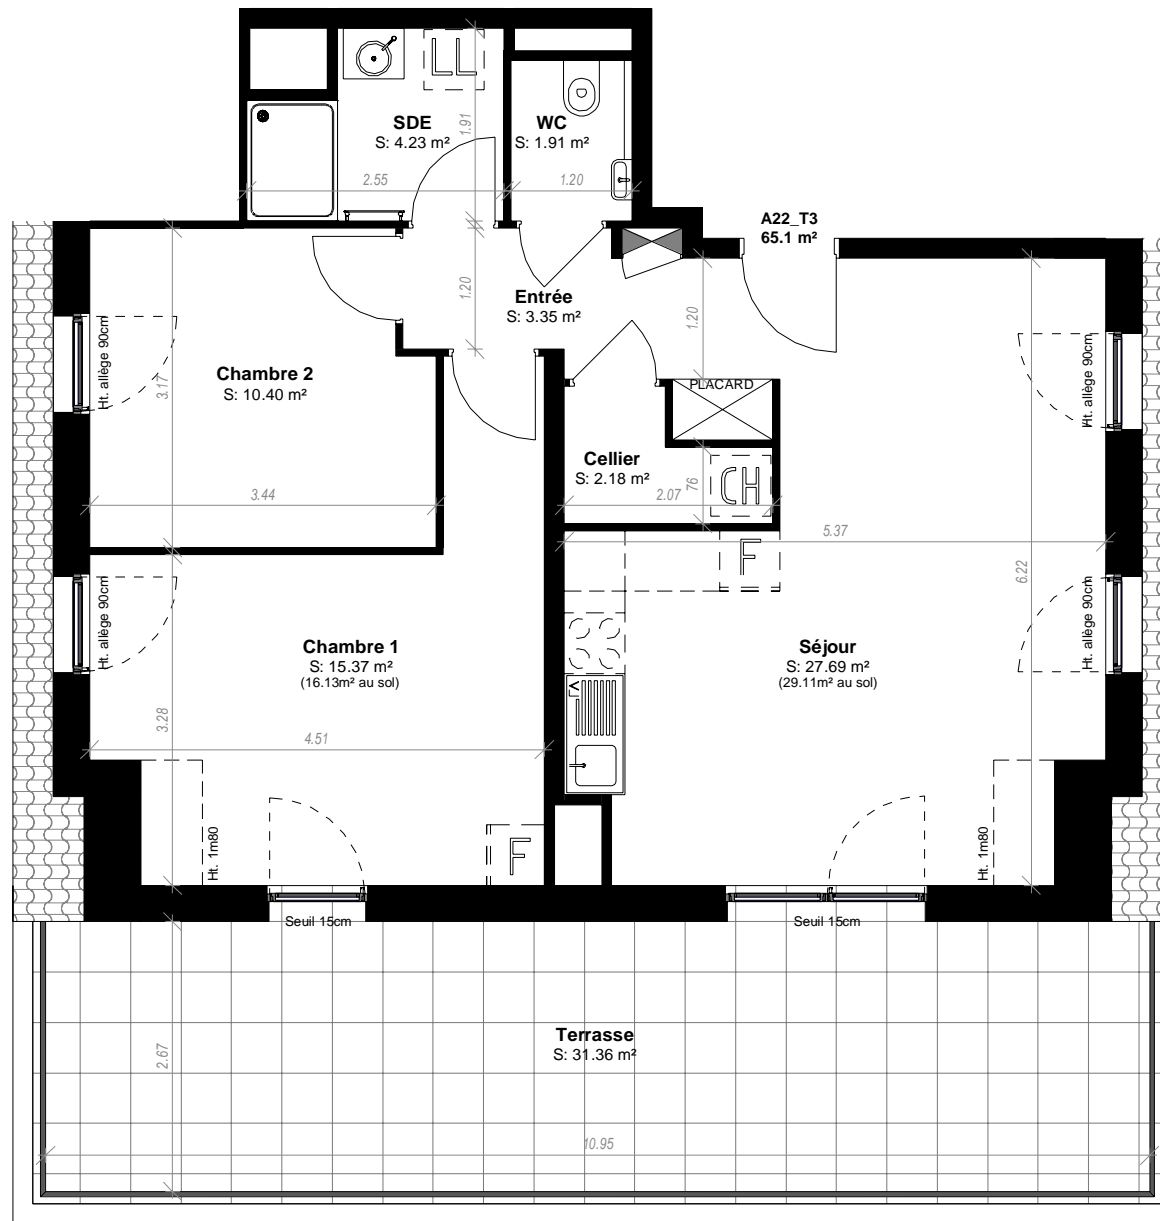 LL
SDE
S: 4.23 m²
1.91
2.55
WC
S: 1.91 m²
1.20
A22_T3
65.1 m²
Entrée
S: 3.35 m²
1.20
1.20
PLACARD
Chambre 2
S: 10.40 m²
3.17
3.44
Ht. allège 90cm
Ht. allège 90cm
Cellier
S: 2.18 m²
2.07
76
CH
F
5.37
6.22
Chambre 1
S: 15.37 m²
(16.13m² au sol)
3.28
4.51
Ht. allège 90cm
Séjour
S: 27.69 m²
(29.11m² au sol)
Ht. allège 90cm
LV
Ht. 1m80
F
Ht. 1m80
Seuil 15cm
Seuil 15cm
Terrasse
S: 31.36 m²
2.67
10.95